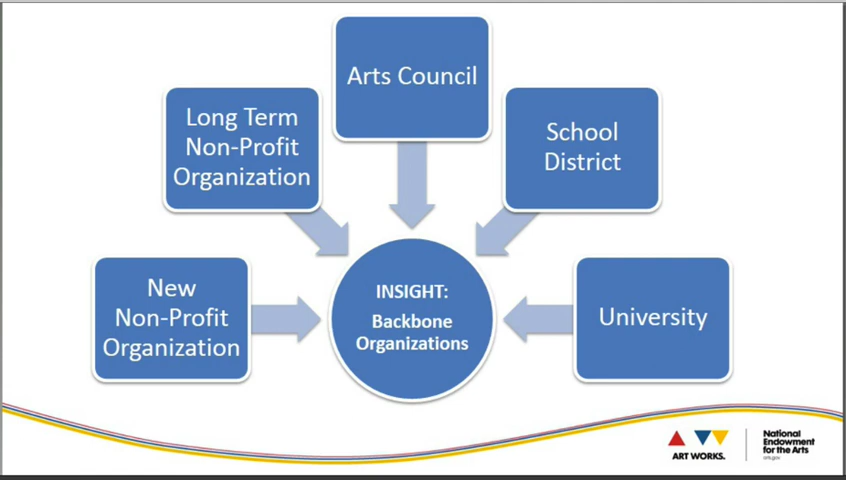 Arts Council
Long Term
Non-Profit
Organization
School
District
New
Non-Profit
Organization
INSIGHT:
Backbone
Organizations
University
ART WORKS.
National
Endowment
for the Arts
arts.gov